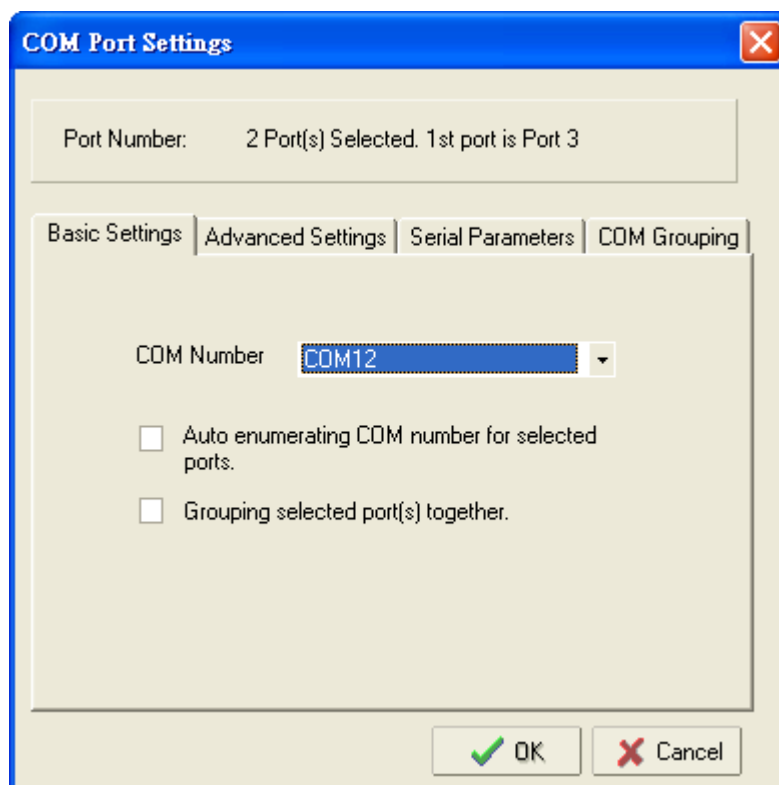 COM Port Settings
Port Number: 2 Port(s) Selected. 1st port is Port 3
Basic Settings Advanced Settings Serial Parameters COM Grouping
COM Number COM12
Auto enumerating COM number for selected
ports.
Grouping selected port(s) together.
OK Cancel